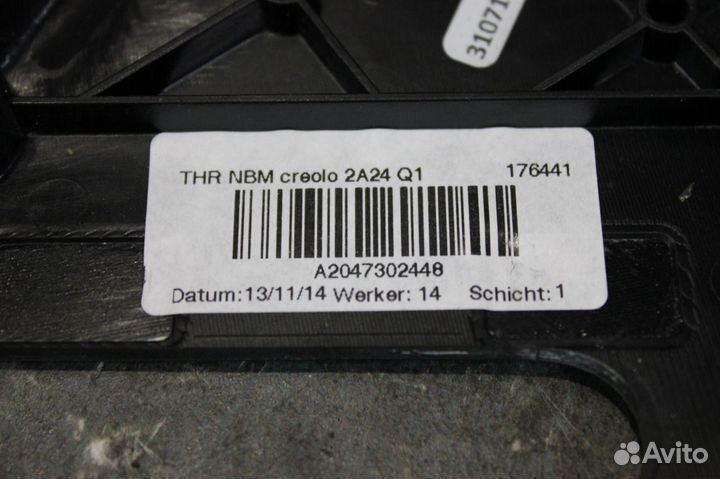 31071
THR NBM creolo 2A24 Q1 176441
A2047302448
Datum:13/11/14 Werker: 14 Schicht: 1
Avito